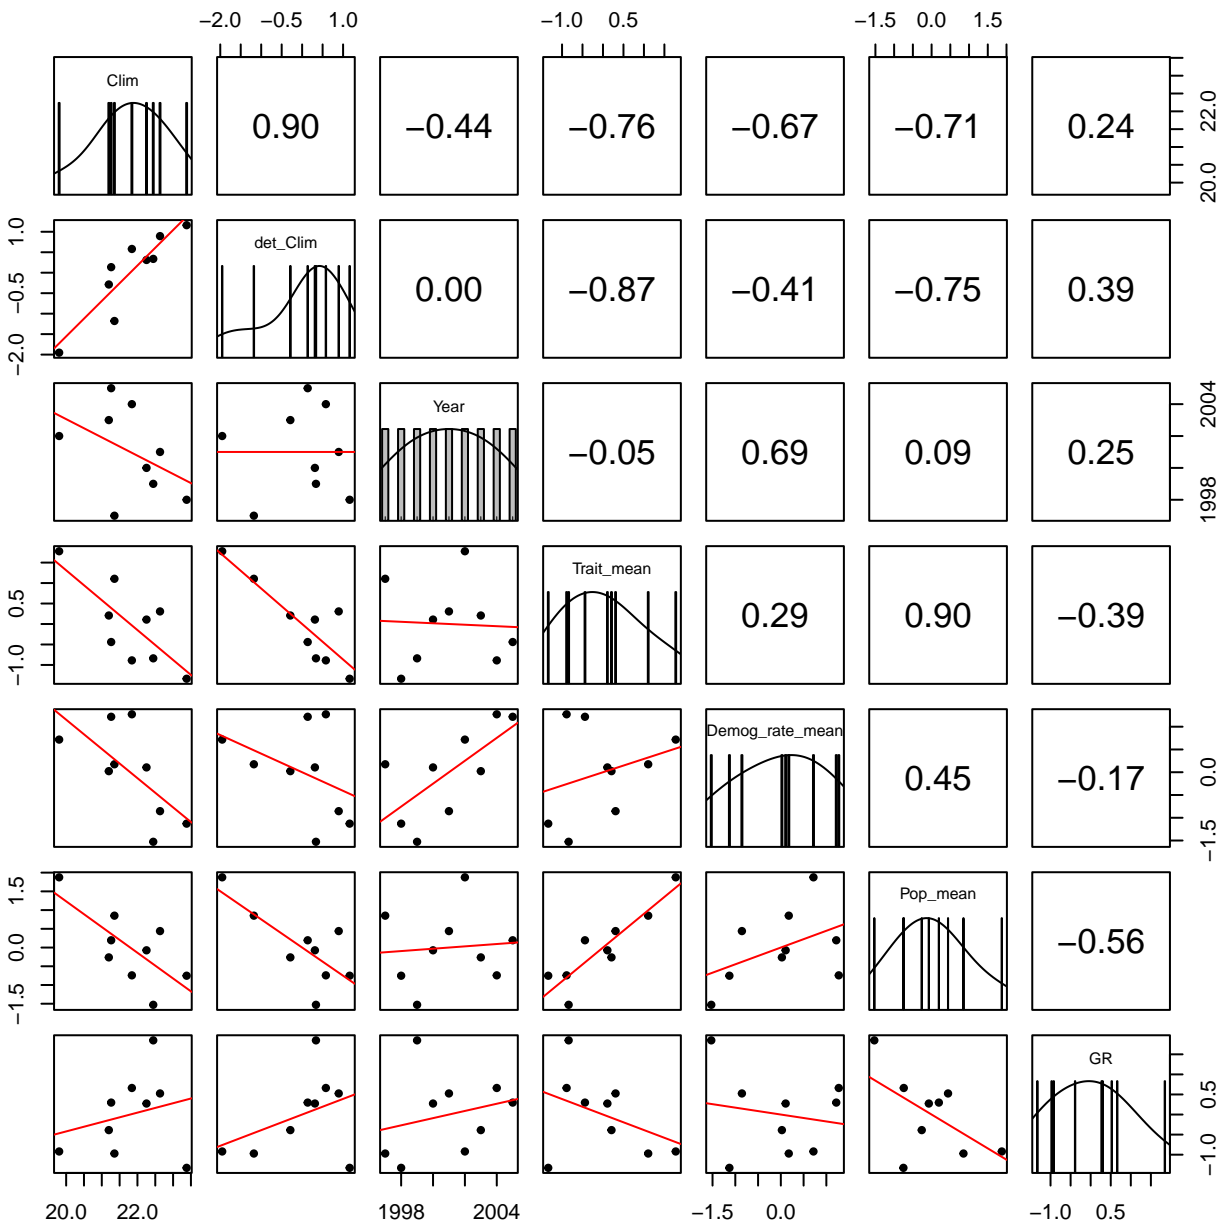 −2.0 −0.5 1.0 −1.0 0.5 −1.5 0.0 1.5
Clim 0.90 −0.44 −0.76 −0.67 −0.71 0.24 20.0 22.0
−2.0 −0.5 1.0 det_Clim 0.00 −0.87 −0.41 −0.75 0.39
Year −0.05 0.69 0.09 0.25 1998 2004
−1.0 0.5 Trait_mean 0.29 0.90 −0.39
Demog_rate_mean 0.45 −0.17 −1.5 0.0
−1.5 0.0 1.5 Pop_mean −0.56
GR −1.0 0.5
20.0 22.0 1998 2004 −1.5 0.0 −1.0 0.5